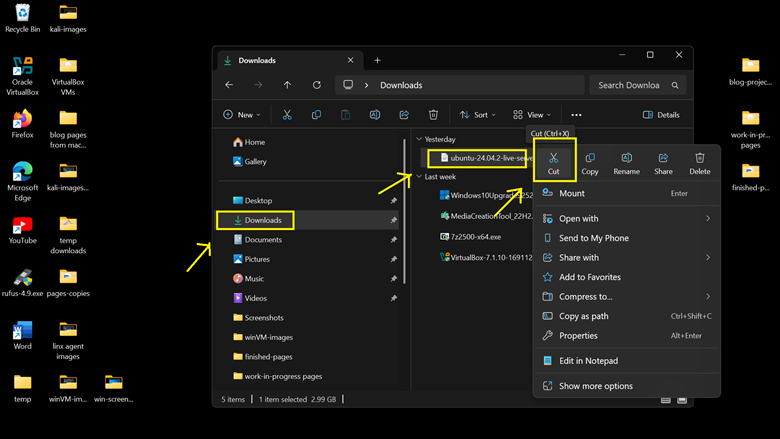 Recycle Bin
kali-images
Oracle
VirtualBox
VirtualBox
VMs
Firefox
blog pages
from mac...
Microsoft
Edge
kali-images...
YouTube
temp
downloads
rufus-4.9.exe
pages-copies
Word
linx agent
images
temp
winVM-im...
win-screen...
Downloads
Downloads
Search Downloa
New
Sort
View
Details
Home
Gallery
Desktop
Downloads
Documents
Pictures
Music
Videos
Screenshots
winVM-images
finished-pages
work-in-progress pages
Yesterday
ubuntu-24.04.2-live-serve
Last week
Windows10Upgrad
252
MediaCreationTool_22H2.
7z2500-x64.exe
VirtualBox-7.1.10-169112
5 items
1 item selected 2.99 GB
Cut (Ctrl+X)
Cut
Copy
Rename
Share
Delete
Mount Enter
Open with
Send to My Phone
Share with
Add to Favorites
Compress to...
Copy as path Ctrl+Shift+C
Properties Alt+Enter
Edit in Notepad
Show more options
blog-projec...
work-in-p...
pages
finished-p...